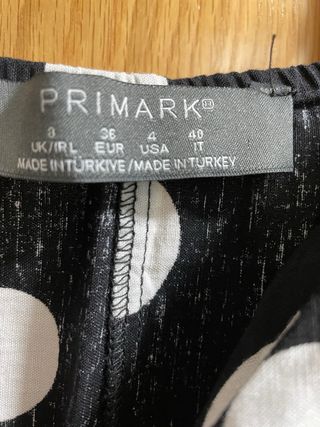 PRIMARK
8 36 4 40
UK/IRL EUR USA IT
MADE IN TÜRKIYE/MADE IN TURKEY